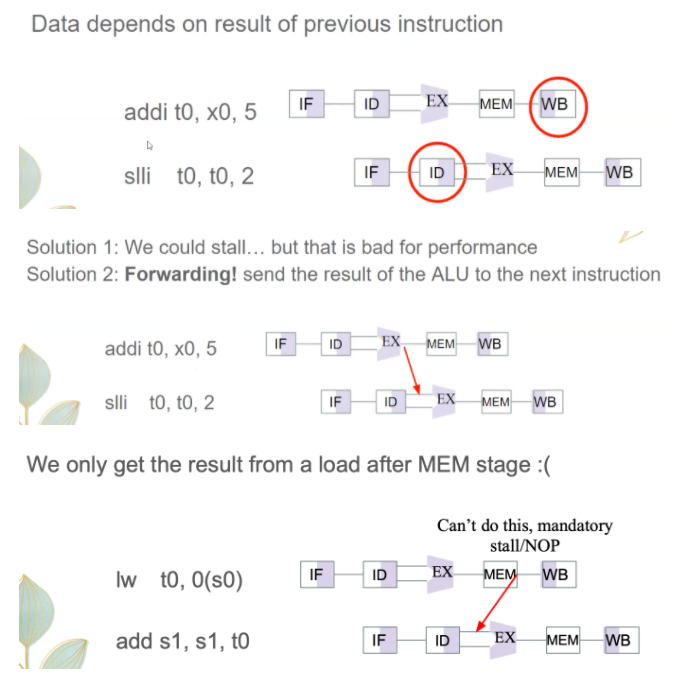 Data depends on result of previous instruction
addi t0, x0, 5 IF ID EX MEM WB
slli t0, t0, 2 IF ID EX MEM WB
Solution 1: We could stall... but that is bad for performance
Solution 2: Forwarding! send the result of the ALU to the next instruction
addi t0, x0, 5 IF ID EX MEM WB
slli t0, t0, 2 IF ID EX MEM WB
We only get the result from a load after MEM stage :(
Can't do this, mandatory
stall/NOP
lw t0, 0(s0) IF ID EX MEM WB
add s1, s1, t0 IF ID EX MEM WB